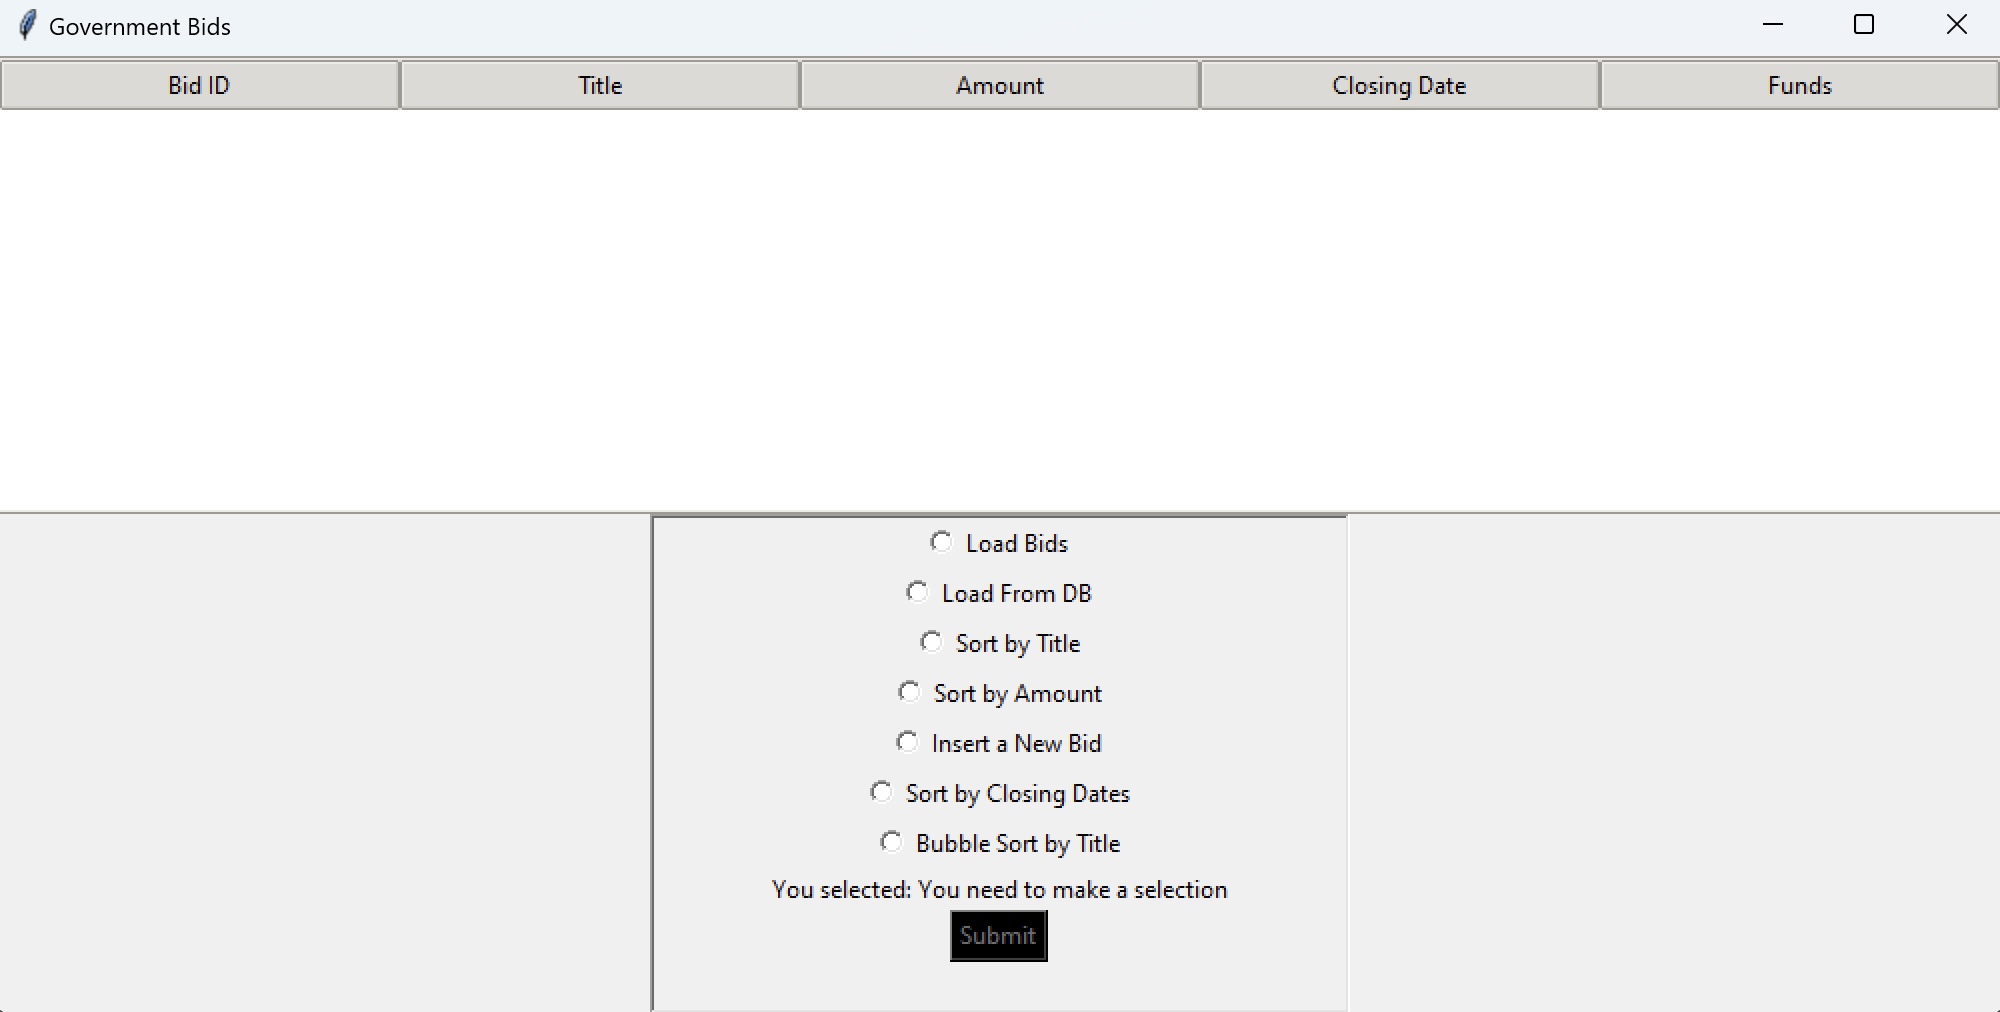 Government Bids
Bid ID Title Amount Closing Date Funds
Load Bids
Load From DB
Sort by Title
Sort by Amount
Insert a New Bid
Sort by Closing Dates
Bubble Sort by Title
You selected: You need to make a selection
Submit